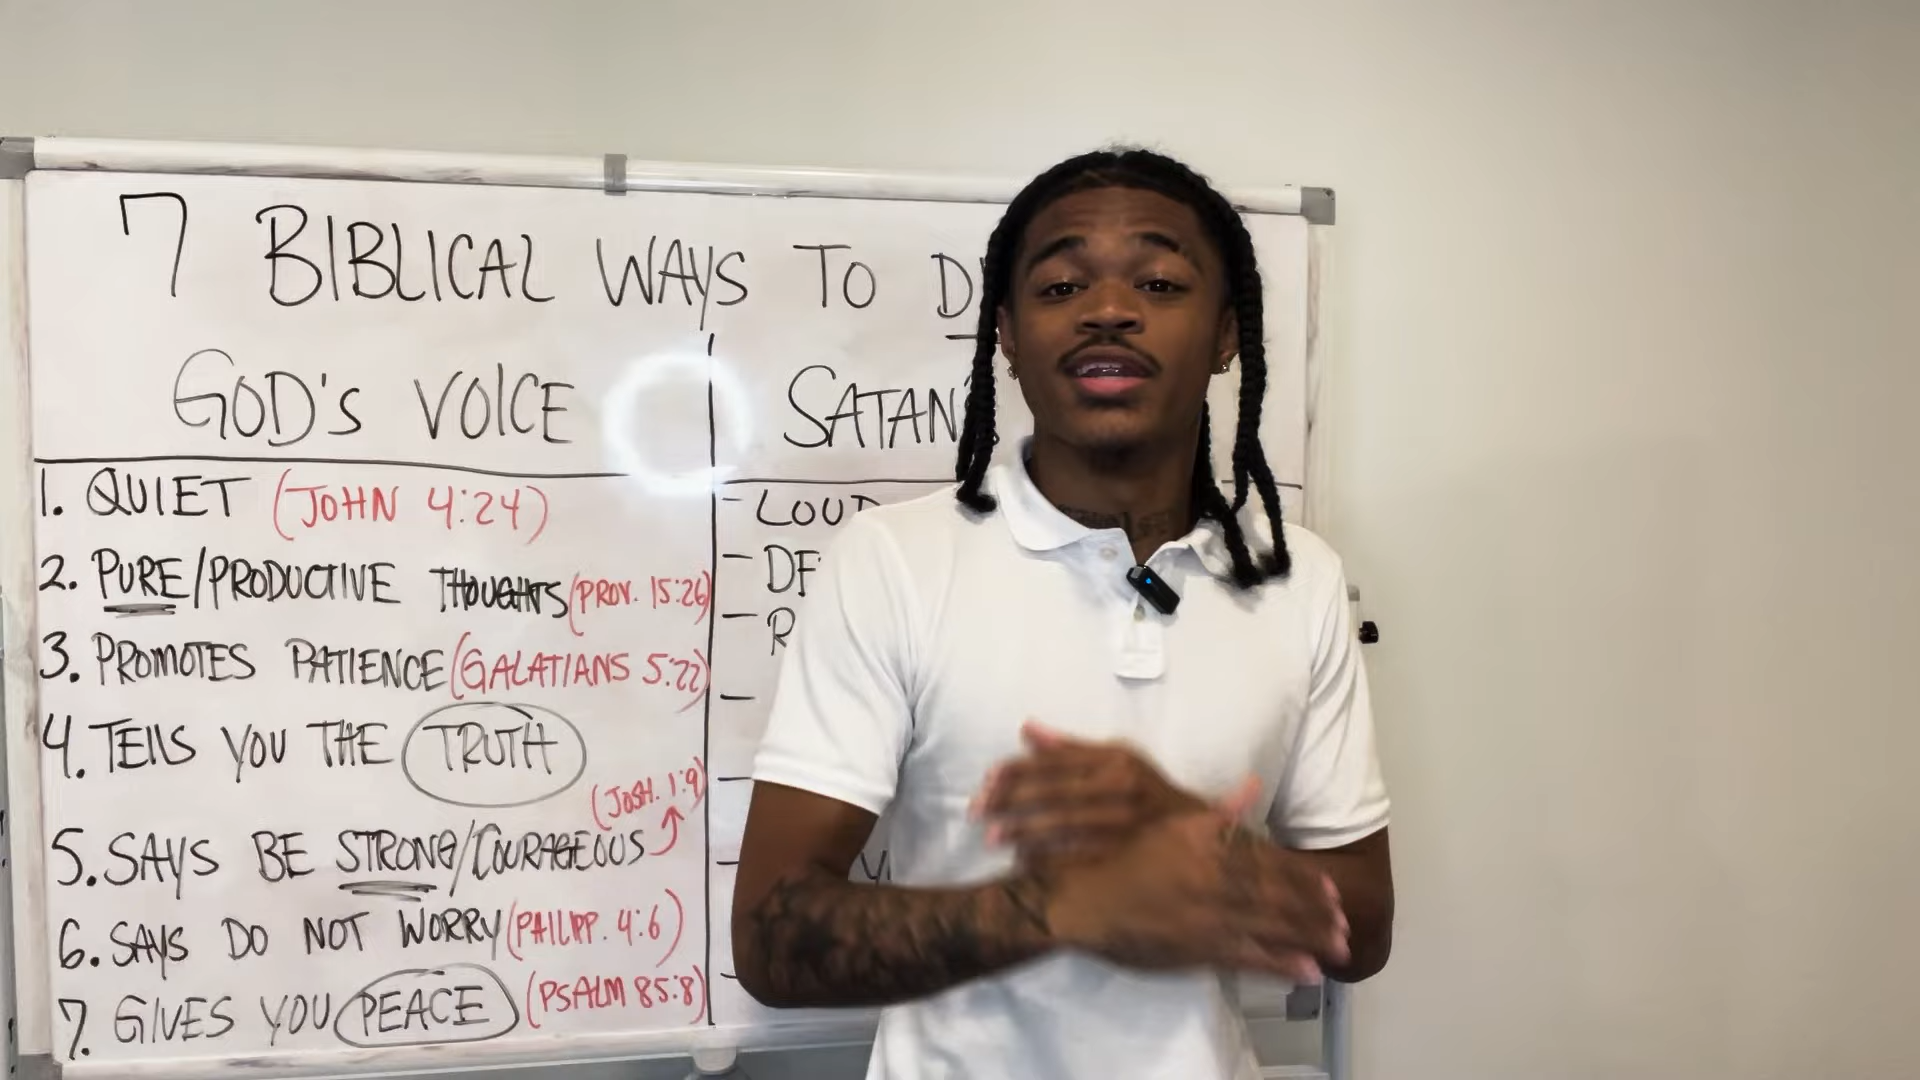 7 BIBLICAL WAYS TO D
GOD'S VOICE
SATAN'
1. QUIET (JOHN 4:24)
2. PURE/PRODUCTIVE THOUGHTS (PROV. 15:26)
3. PROMOTES PATIENCE (GALATIANS 5:22)
4. TELLS YOU THE TRUTH
(JOSH. 1:9)
5. SAYS BE STRONG/COURAGEOUS
6. SAYS DO NOT WORRY (PHILIPP. 4:6)
7. GIVES YOU PEACE (PSALM 85:8)
- LOUD